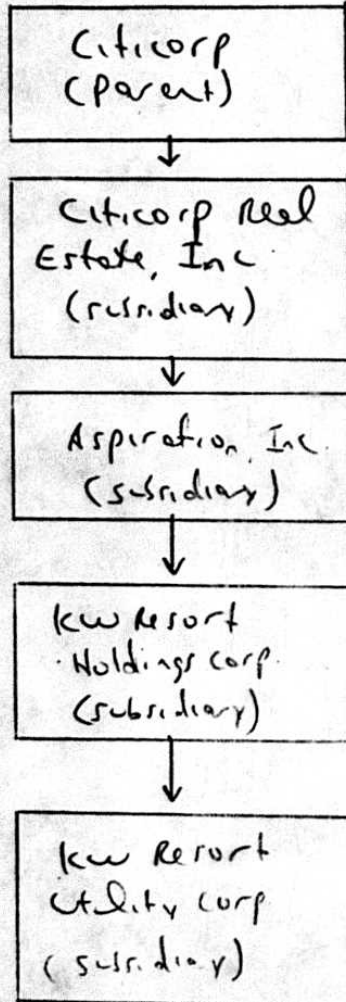 Citicorp
(parent)
Citicorp Real
Estate, Inc.
(subsidiary)
Aspiration, Inc.
(subsidiary)
KW Resort
Holdings Corp.
(subsidiary)
KW Resort
Utility Corp
(subsidiary)